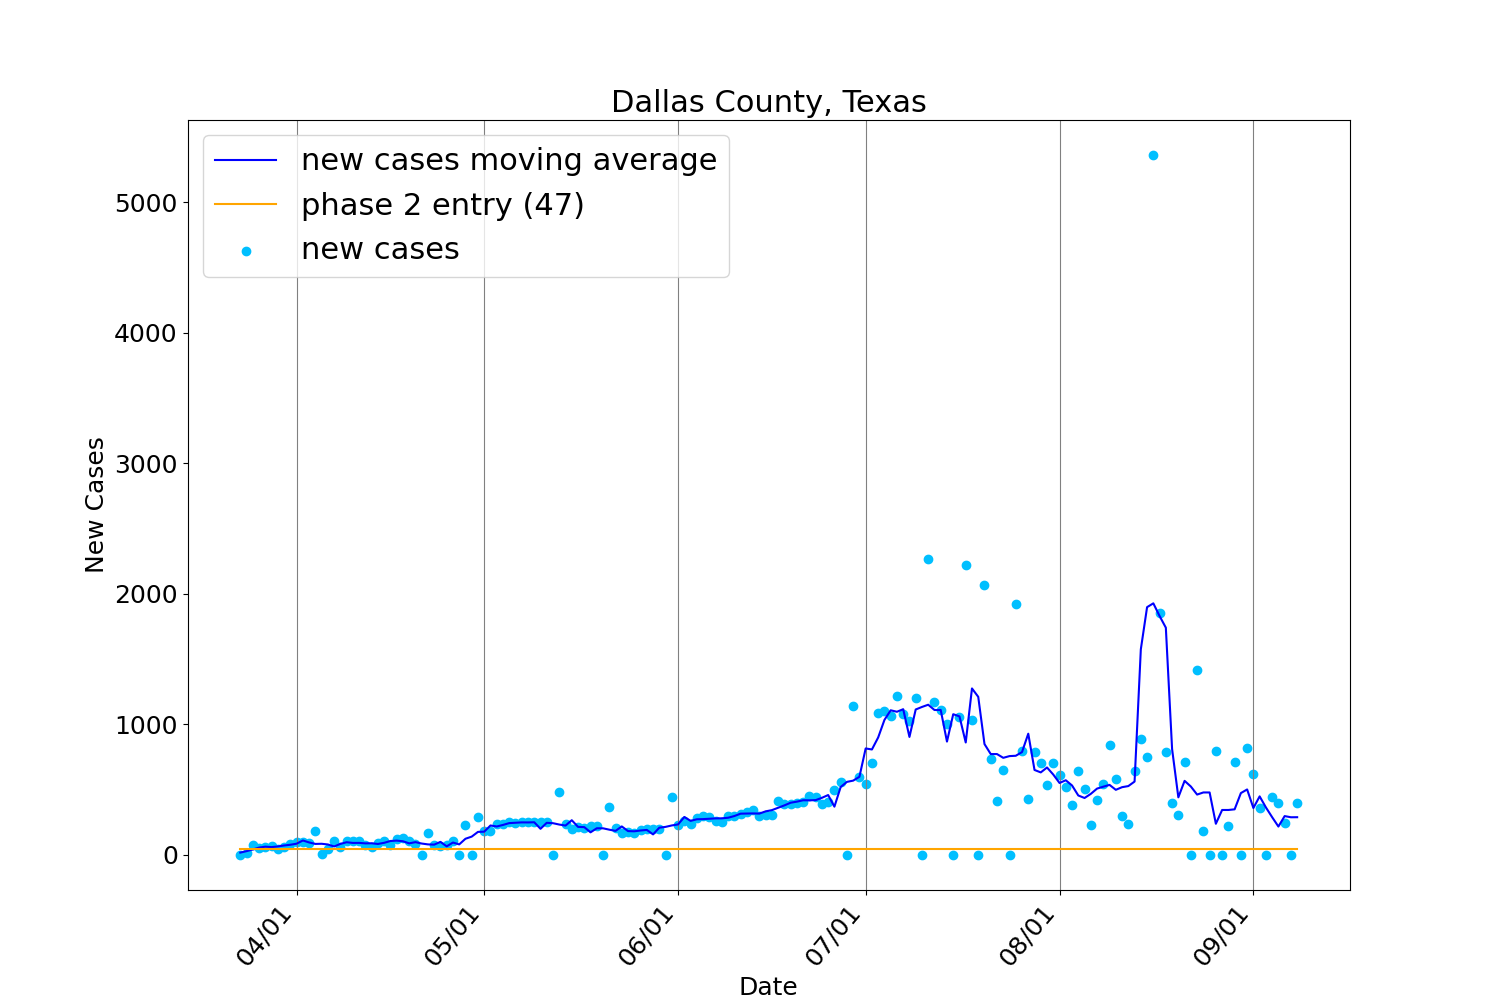 Dallas County, Texas
new cases moving average
phase 2 entry (47)
new cases
5000
4000
3000
2000
1000
0
New Cases
04/01
05/01
06/01
07/01
08/01
09/01
Date